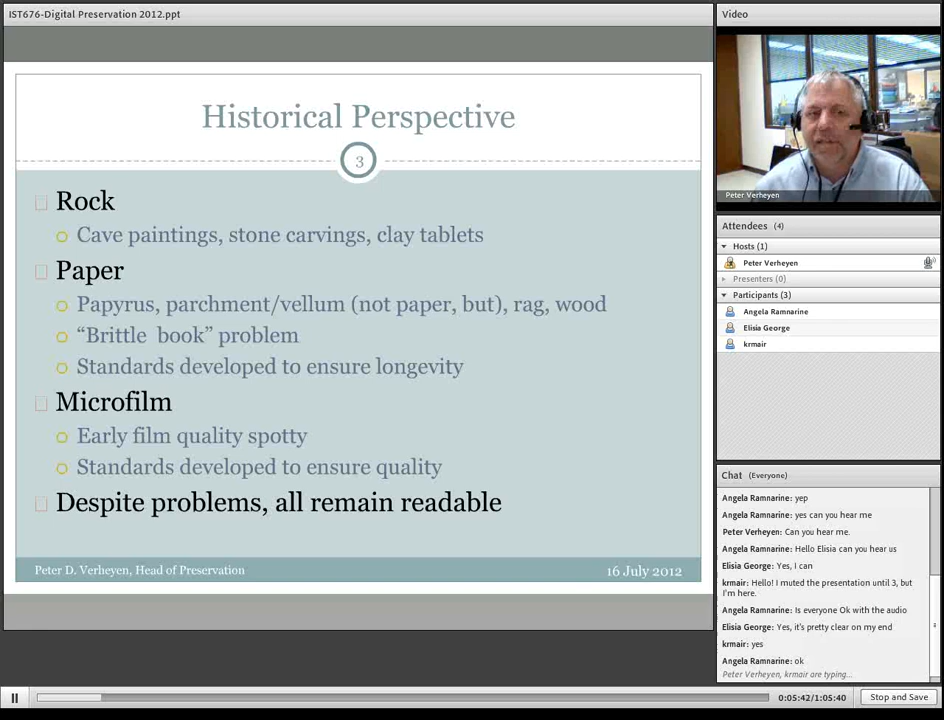 IST676-Digital Preservation 2012.ppt
Historical Perspective
3
Rock
Cave paintings, stone carvings, clay tablets
Paper
Papyrus, parchment/vellum (not paper, but), rag, wood
“Brittle book” problem
Standards developed to ensure longevity
Microfilm
Early film quality spotty
Standards developed to ensure quality
Despite problems, all remain readable
Peter D. Verheyen, Head of Preservation
16 July 2012
Video
Peter Verheyen
Attendees (4)
Hosts (1)
Peter Verheyen
Presenters (0)
Participants (3)
Angela Ramnarine
Elisia George
krmair
Chat (Everyone)
Angela Ramnarine: yep
Angela Ramnarine: yes can you hear me
Peter Verheyen: Can you hear me.
Angela Ramnarine: Hello Elisia can you hear us
Elisia George: Yes, I can
krmair: Hello! I muted the presentation until 3, but
I'm here.
Angela Ramnarine: Is everyone Ok with the audio
Elisia George: Yes, it's pretty clear on my end
krmair: yes
Angela Ramnarine: ok
Peter Verheyen, krmair are typing...
0:05:42/1:05:40
Stop and Save